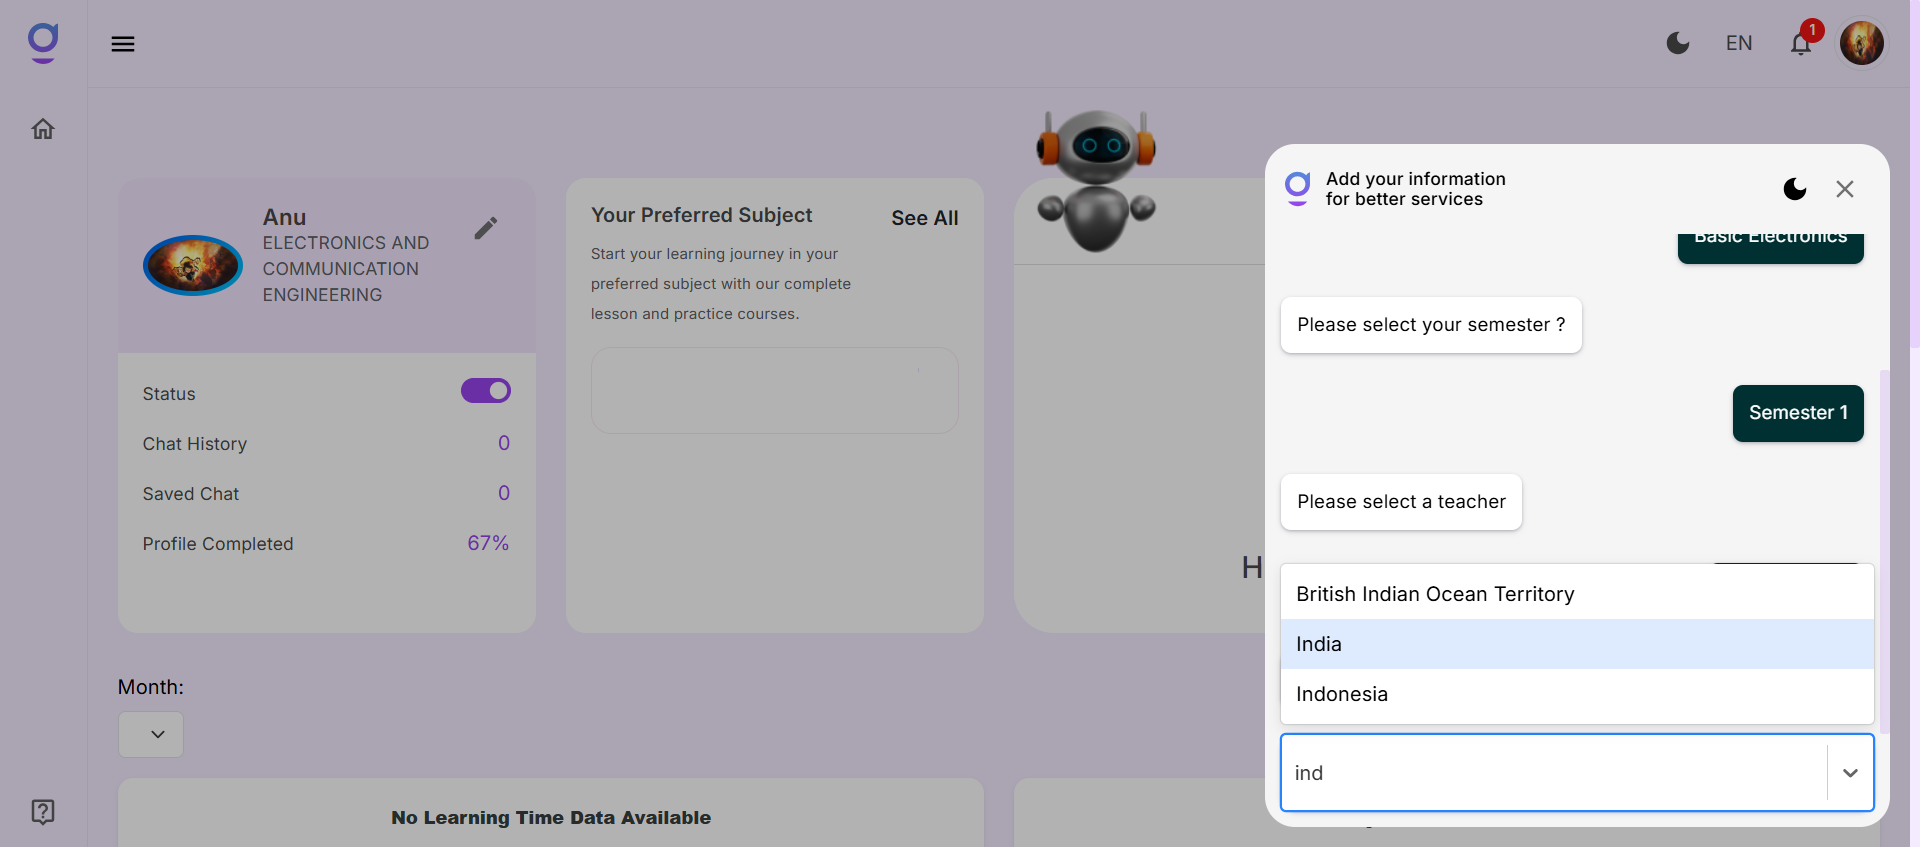 EN
1
Anu
ELECTRONICS AND
COMMUNICATION
ENGINEERING
Status
Chat History
0
Saved Chat
0
Profile Completed
67%
Your Preferred Subject
See All
Start your learning journey in your
preferred subject with our complete
lesson and practice courses.
H
Month:
No Learning Time Data Available
Add your information
for better services
Basic Electronics
Please select your semester ?
Semester 1
Please select a teacher
British Indian Ocean Territory
India
Indonesia
ind